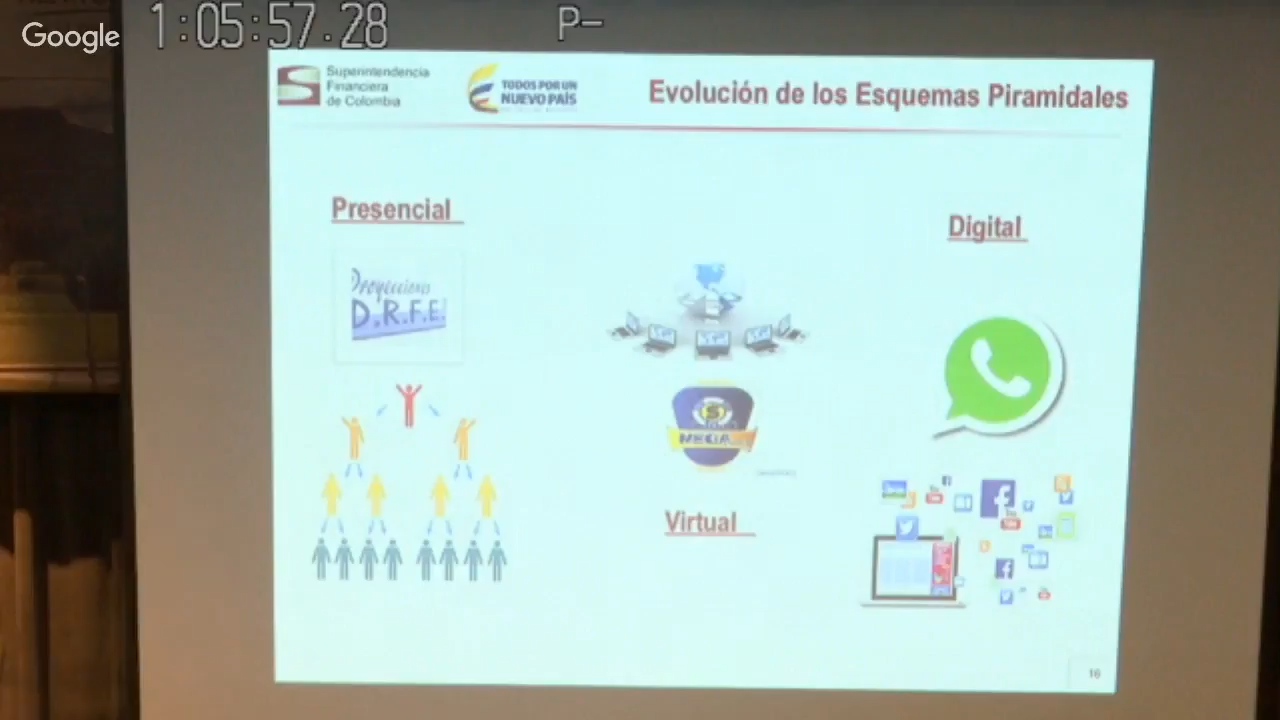 Google
1:05:57.28
P-
Superintendencia
Financiera
de Colombia
TODOS POR UN
NUEVO PAÍS
Evolución de los Esquemas Piramidales
Presencial
Digital
Proyecciones
D.R.F.E.
MEGA
Virtual
16